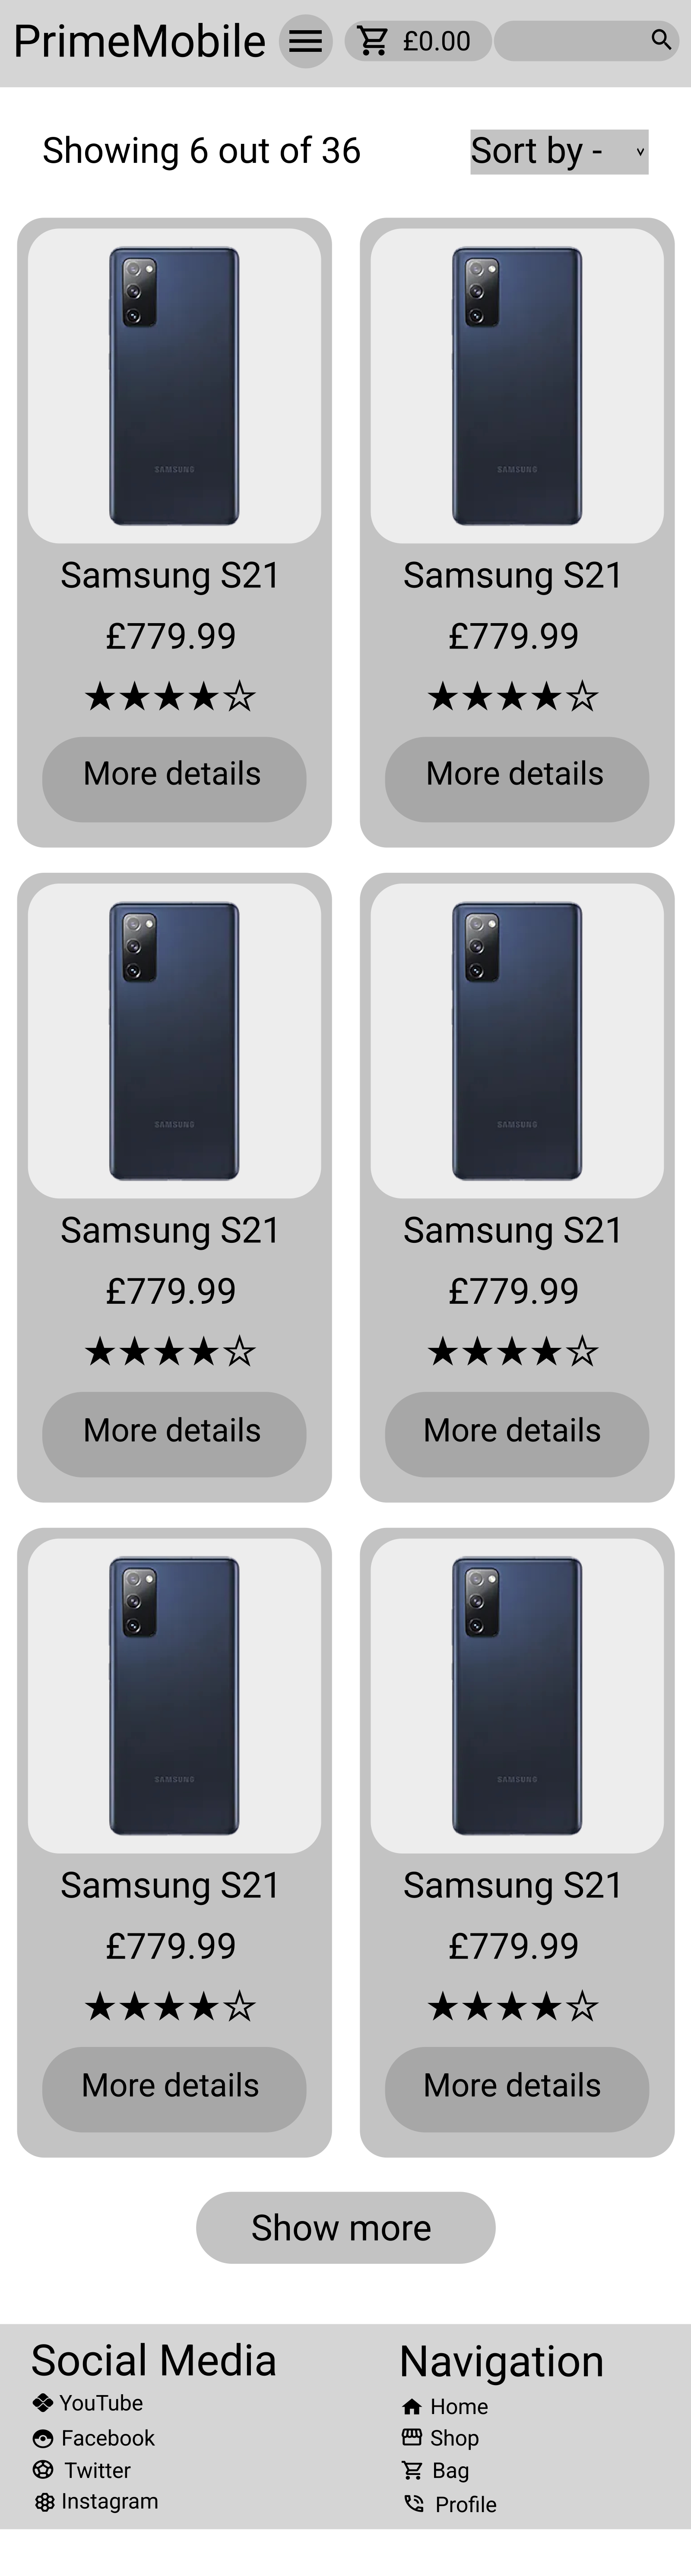 PrimeMobile £0.00
Showing 6 out of 36 Sort by -
SAMSUNG SAMSUNG
Samsung S21 Samsung S21
£779.99 £779.99
More details More details
SAMSUNG SAMSUNG
Samsung S21 Samsung S21
£779.99 £779.99
More details More details
SAMSUNG SAMSUNG
Samsung S21 Samsung S21
£779.99 £779.99
More details More details
Show more
Social Media
YouTube
Facebook
Twitter
Instagram
Navigation
Home
Shop
Bag
Profile